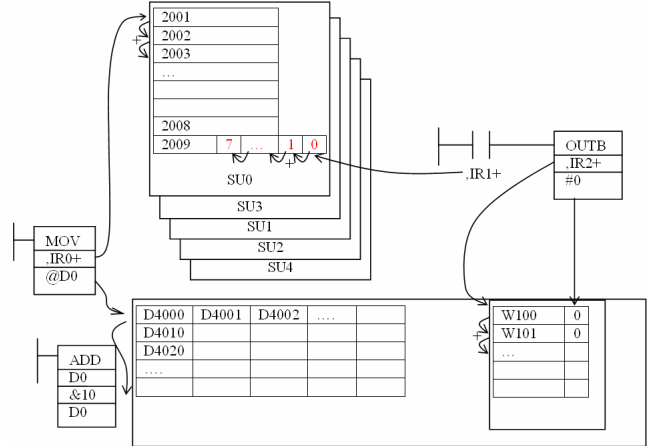 2001
2002
2003
...
2008
2009 7 ... 1 0
+
+
SU0
SU3
SU1
SU2
SU4
,IR1+
OUTB
,IR2+
#0
MOV
,IR0+
@D0
ADD
D0
&10
D0
D4000 D4001 D4002 ....
D4010
D4020
....
W100 0
W101 0
...
+